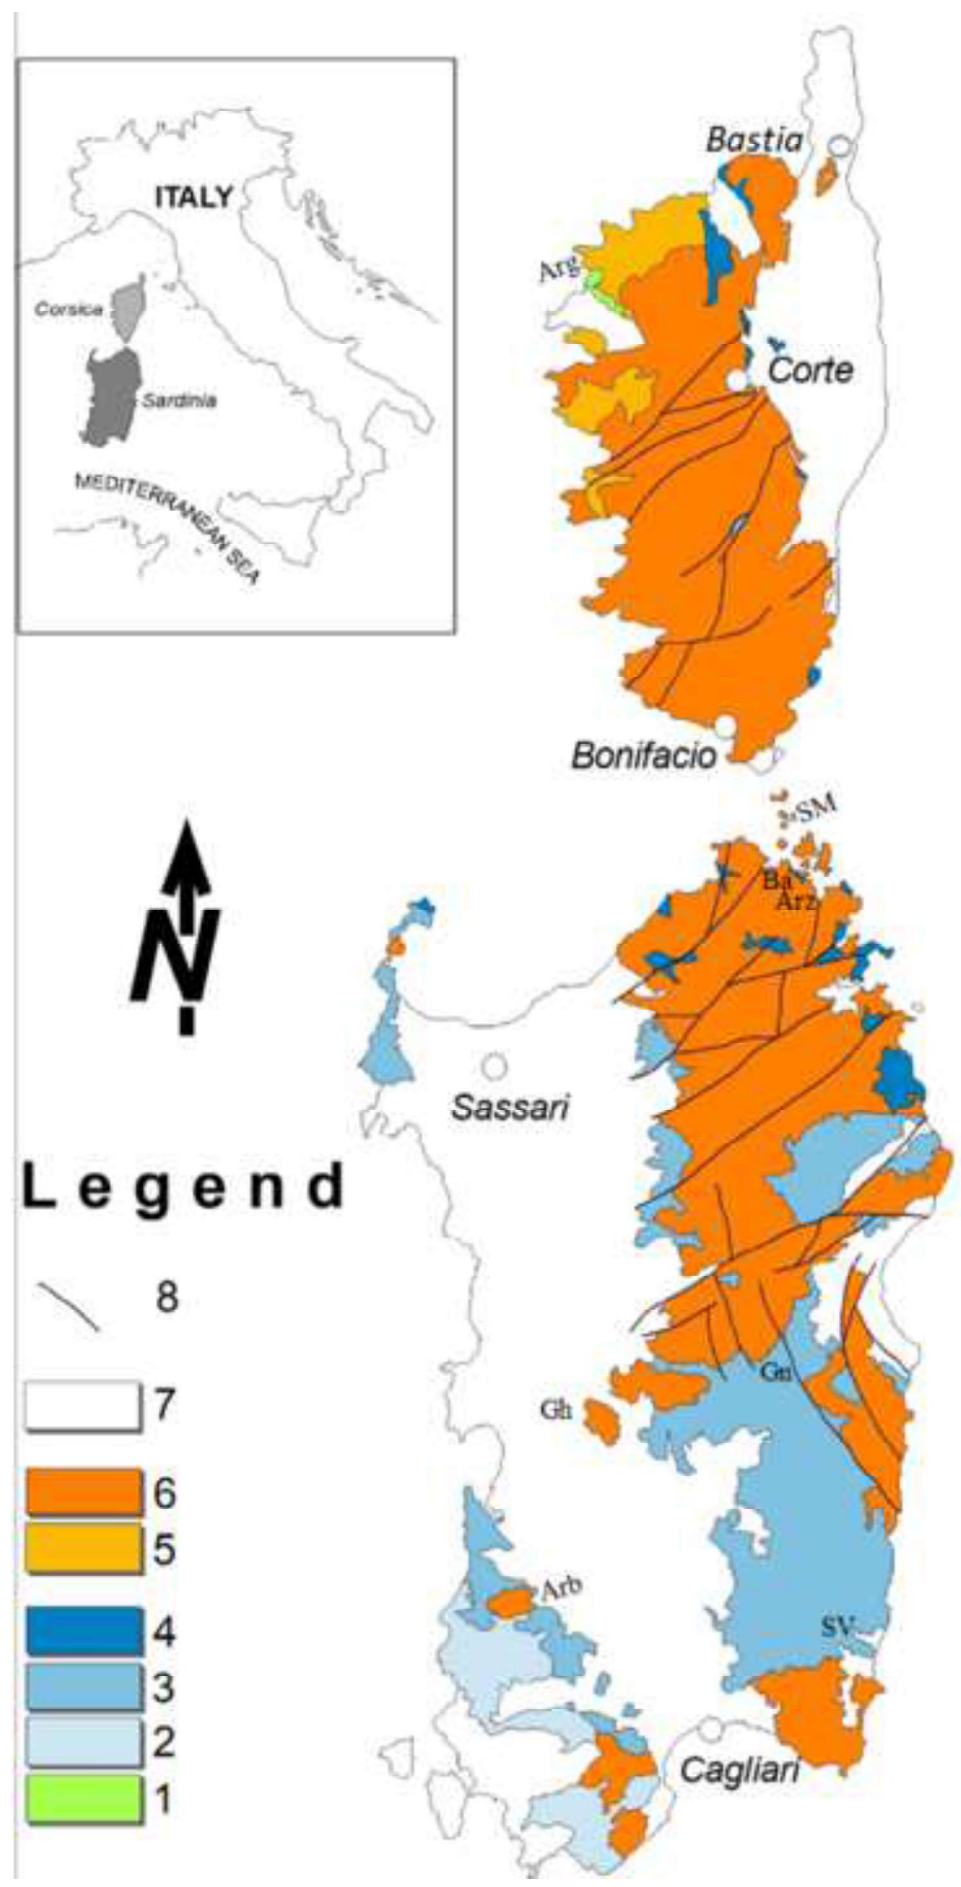 ITALY
Corsica
Sardinia
MEDITERRANEAN SEA
Bastia
Arg
Corte
Bonifacio
SM
Ba
Arz
N
Sassari
Legend
8
7
6
5
4
3
2
1
Gn
Gh
Arb
SV
Cagliari